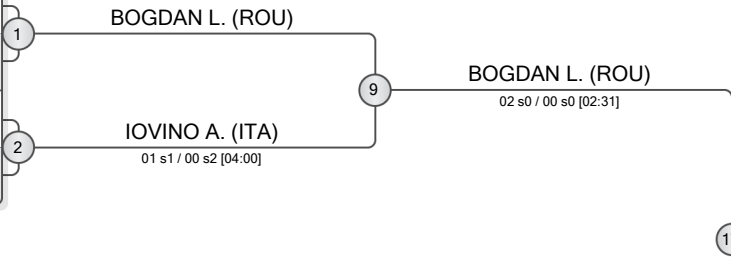 BOGDAN L. (ROU)
1
9
BOGDAN L. (ROU)
02 s0 / 00 s0 [02:31]
IOVINO A. (ITA)
2
01 s1 / 00 s2 [04:00]